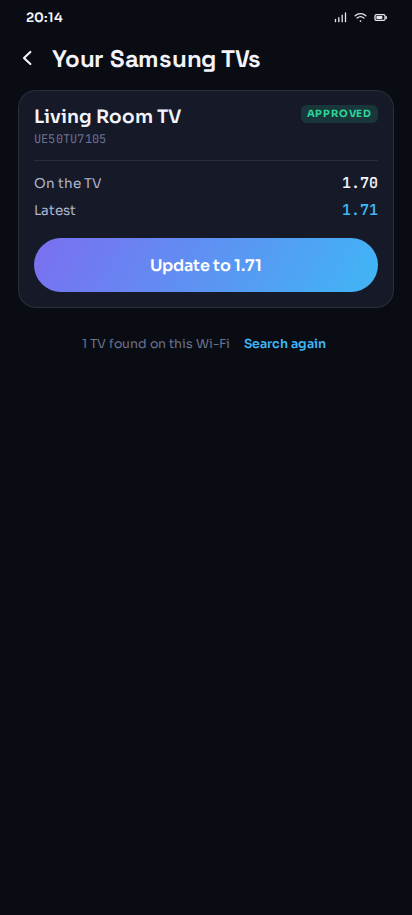 20:14
Your Samsung TVs
Living Room TV
APPROVED
UE50TU7105
On the TV 1.70
Latest 1.71
Update to 1.71
1 TV found on this Wi-Fi Search again